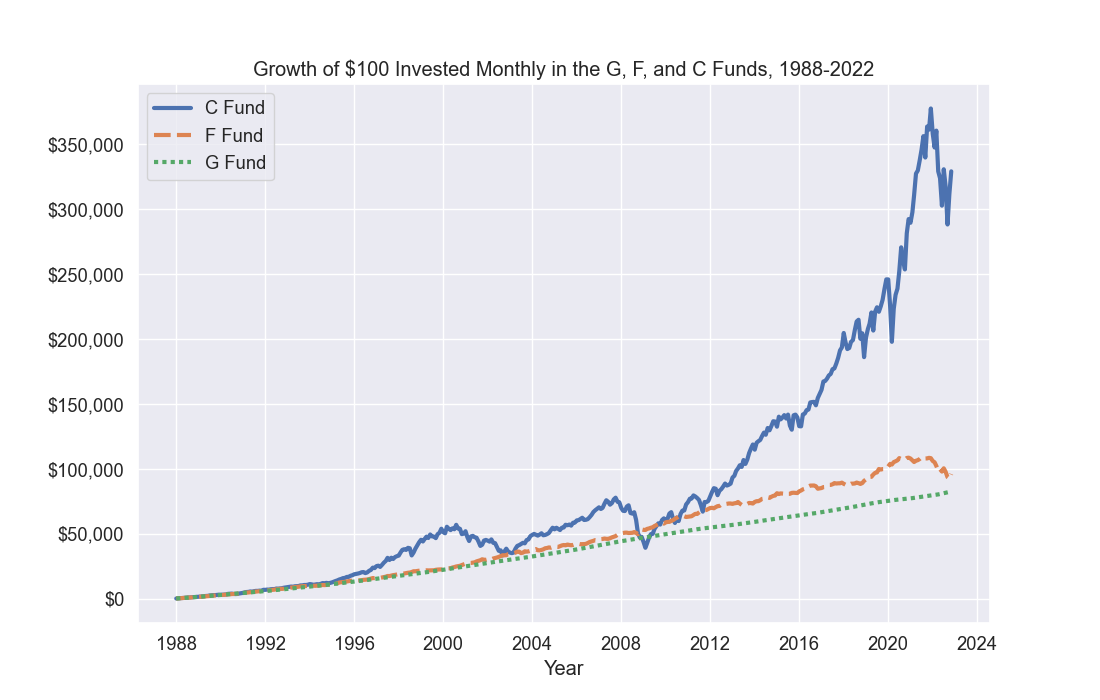 Growth of $100 Invested Monthly in the G, F, and C Funds, 1988-2022
C Fund
F Fund
G Fund
$350,000
$300,000
$250,000
$200,000
$150,000
$100,000
$50,000
$0
1988 1992 1996 2000 2004 2008 2012 2016 2020 2024
Year